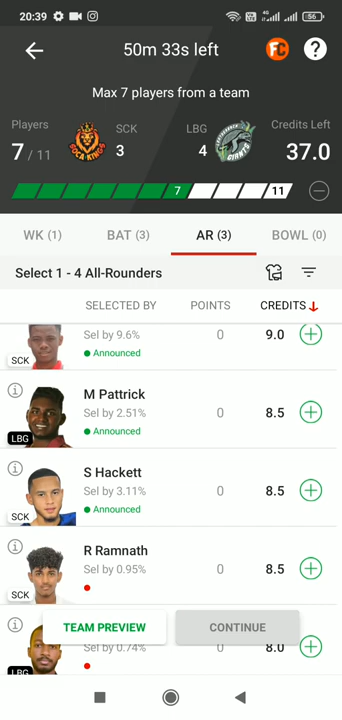 20:39
4G
56
50m 33s left
FC
?
Max 7 players from a team
Players
SCK
LBG
Credits Left
7 / 11
3
4
37.0
SOCA KINGS
GIANTS
7
11
WK (1)
BAT (3)
AR (3)
BOWL (0)
Select 1 - 4 All-Rounders
SELECTED BY
POINTS
CREDITS
Sel by 9.6%
0
9.0
Announced
SCK
M Pattrick
Sel by 2.51%
0
8.5
Announced
LBG
S Hackett
Sel by 3.11%
0
8.5
Announced
SCK
R Ramnath
Sel by 0.95%
0
8.5
SCK
TEAM PREVIEW
CONTINUE
Sel by 0.74%
0
8.0
LBG